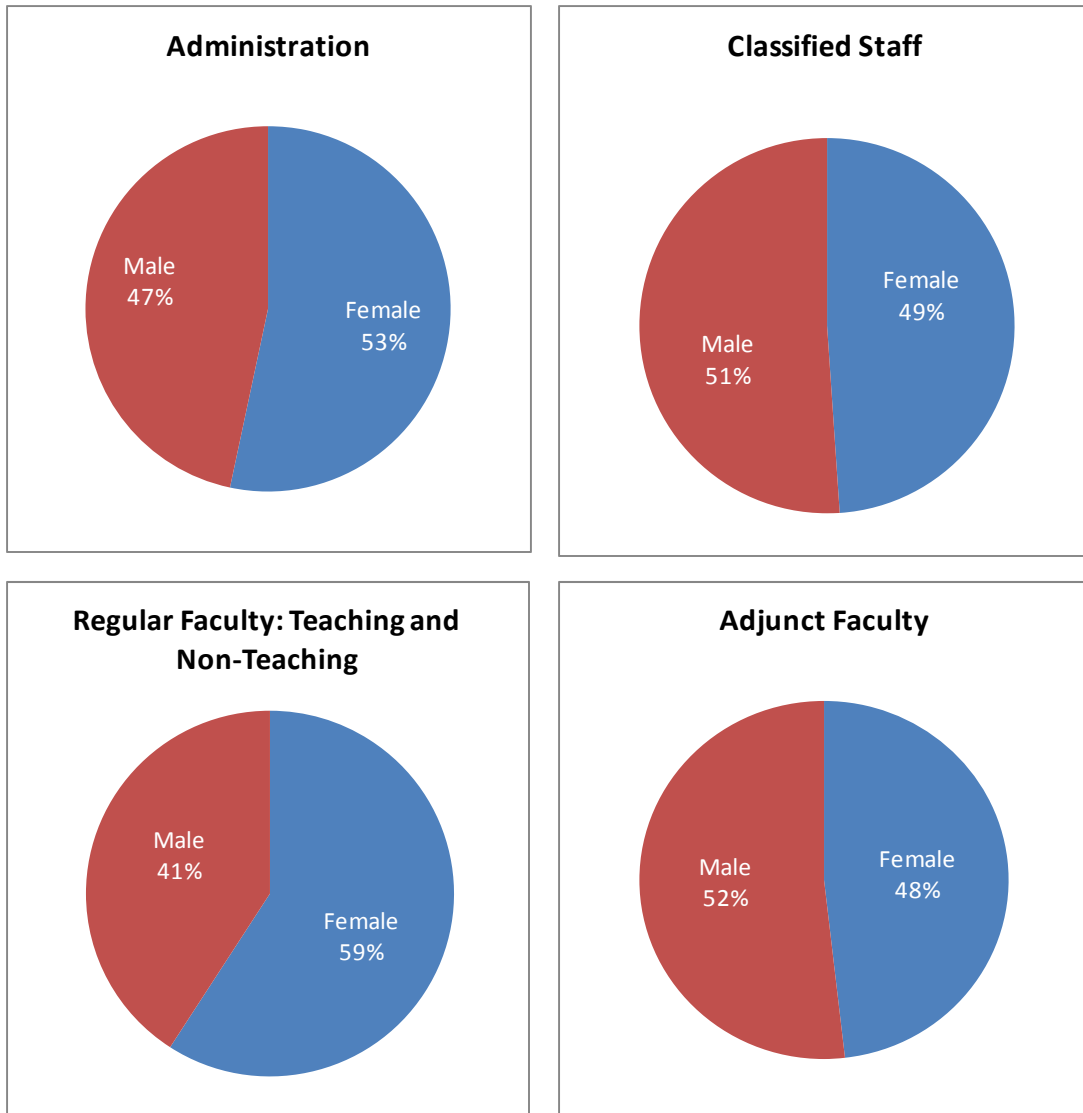 Administration
Male
47%
Female
53%
Classified Staff
Female
49%
Male
51%
Regular Faculty: Teaching and
Non-Teaching
Male
41%
Female
59%
Adjunct Faculty
Male
52%
Female
48%